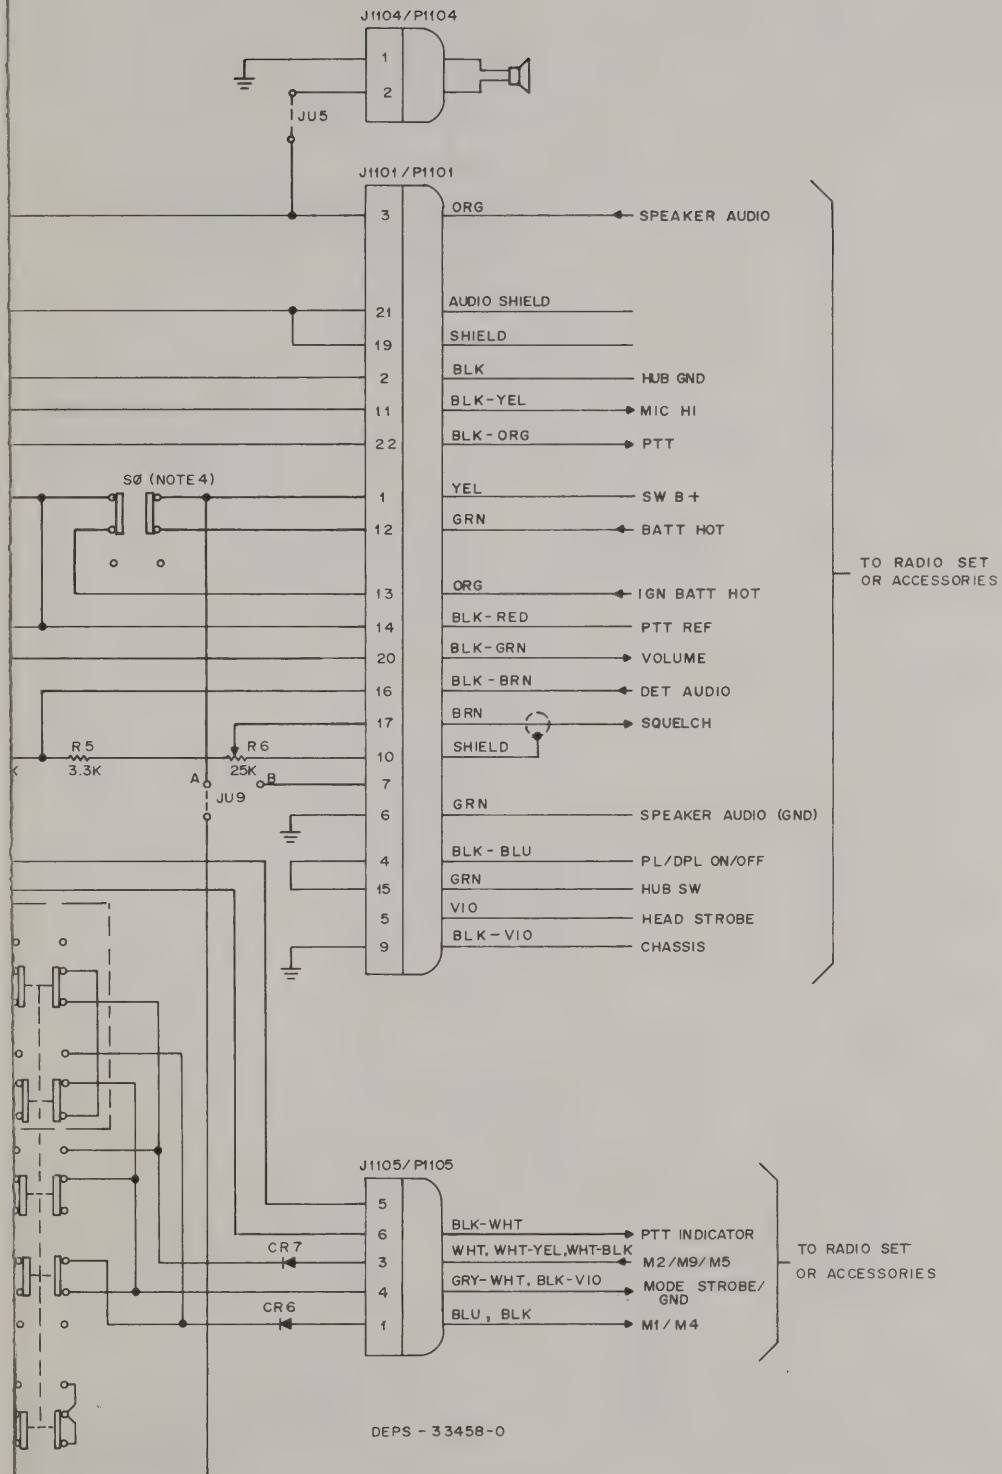 J1104/P1104
1
2
JU5
J1101/P1101
3 ORG SPEAKER AUDIO
21 AUDIO SHIELD
19 SHIELD
2 BLK HUB GND
11 BLK-YEL MIC HI
22 BLK-ORG PTT
SØ (NOTE 4)
1 YEL SW B+
12 GRN BATT HOT
TO RADIO SET
OR ACCESSORIES
13 ORG IGN BATT HOT
14 BLK-RED PTT REF
20 BLK-GRN VOLUME
16 BLK-BRN DET AUDIO
17 BRN SQUELCH
R5 R6 10 SHIELD
K 3.3K 25K
A B 7
JU9
6 GRN SPEAKER AUDIO (GND)
4 BLK-BLU PL/DPL ON/OFF
15 GRN HUB SW
5 VIO HEAD STROBE
9 BLK-VIO CHASSIS
J1105/P1105
5
6 BLK-WHT PTT INDICATOR
CR7 3 WHT, WHT-YEL,WHT-BLK M2/M9/M5
TO RADIO SET
OR ACCESSORIES
4 GRY-WHT, BLK-VIO MODE STROBE/
GND
CR6 1 BLU, BLK M1/M4
DEPS-33458-O